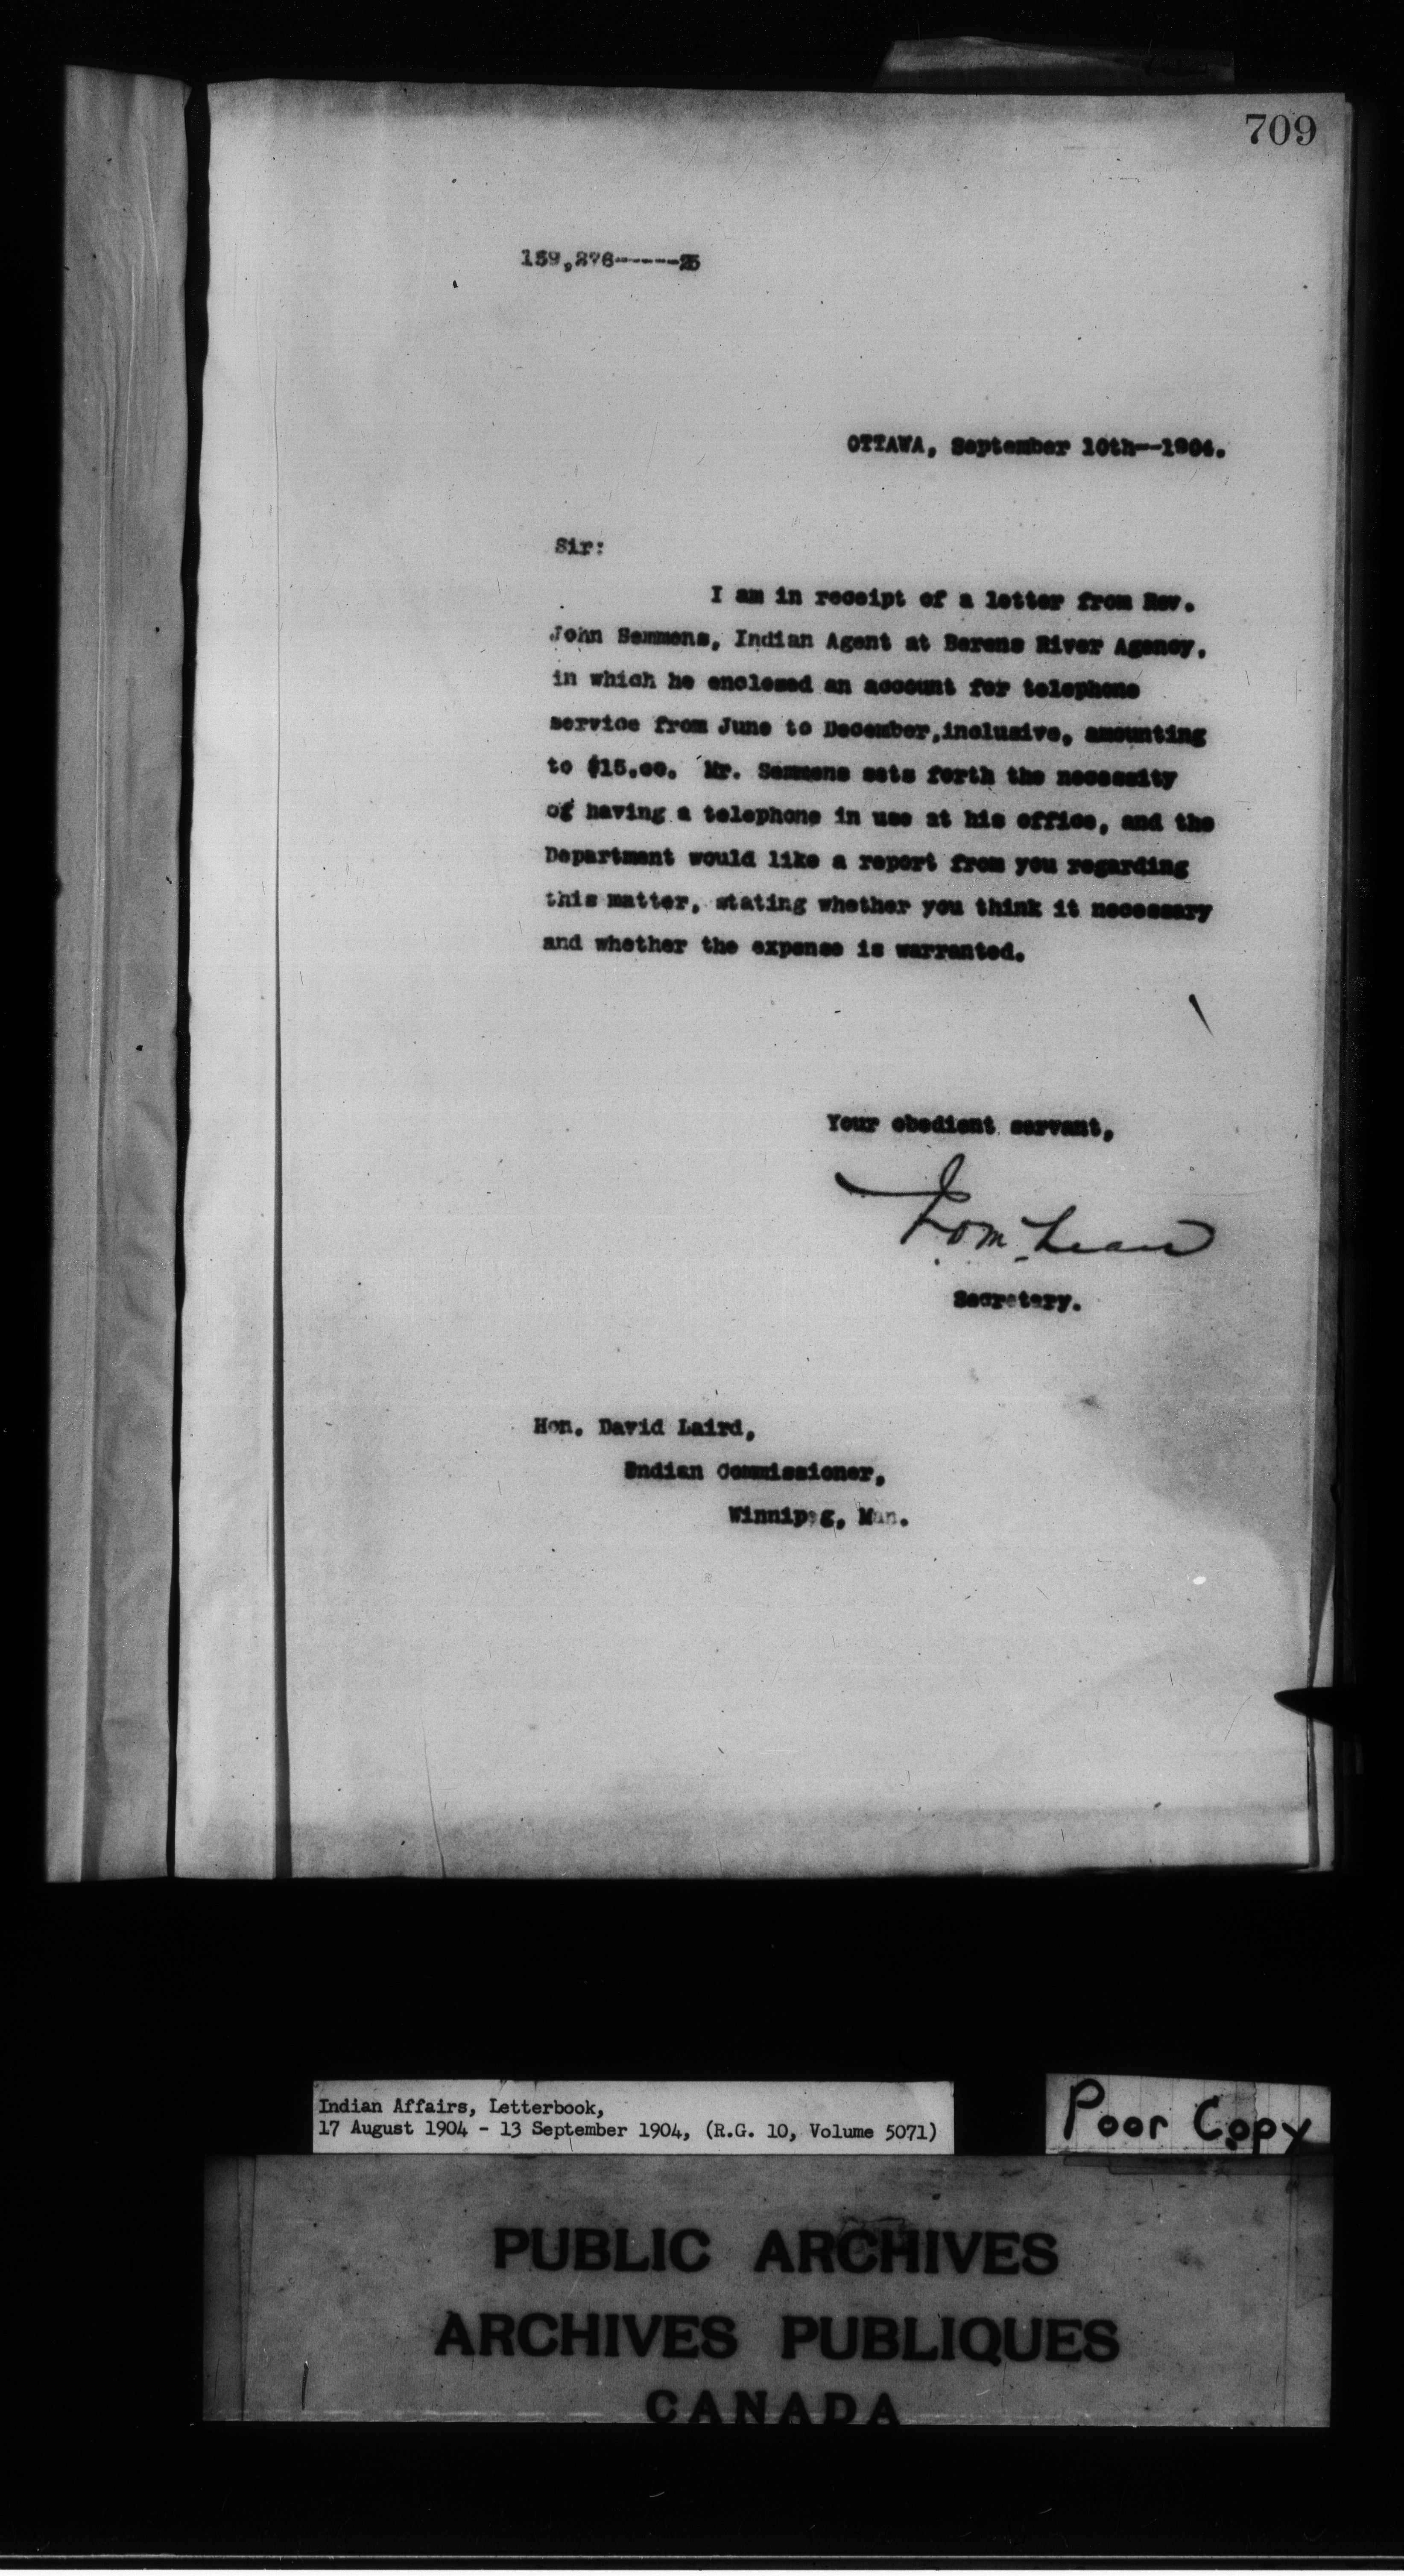 709
159,276------25
OTTAWA, September 10th--1904.
Sir:
I am in receipt of a letter from Rev.
John Semmens, Indian Agent at Berens River Agency,
in which he enclosed an account for telephone
service from June to December,inclusive, amounting
to $15.00. Mr. Semmens sets forth the necessity
of having a telephone in use at his office, and the
Department would like a report from you regarding
this matter, stating whether you think it necessary
and whether the expense is warranted.
Your obedient servant,
Secretary.
Hon. David Laird,
Indian Commissioner,
Winnipeg, Man.
Indian Affairs, Letterbook,
17 August 1904 - 13 September 1904, (R.G. 10, Volume 5071)
Poor Copy
PUBLIC ARCHIVES
ARCHIVES PUBLIQUES
CANADA